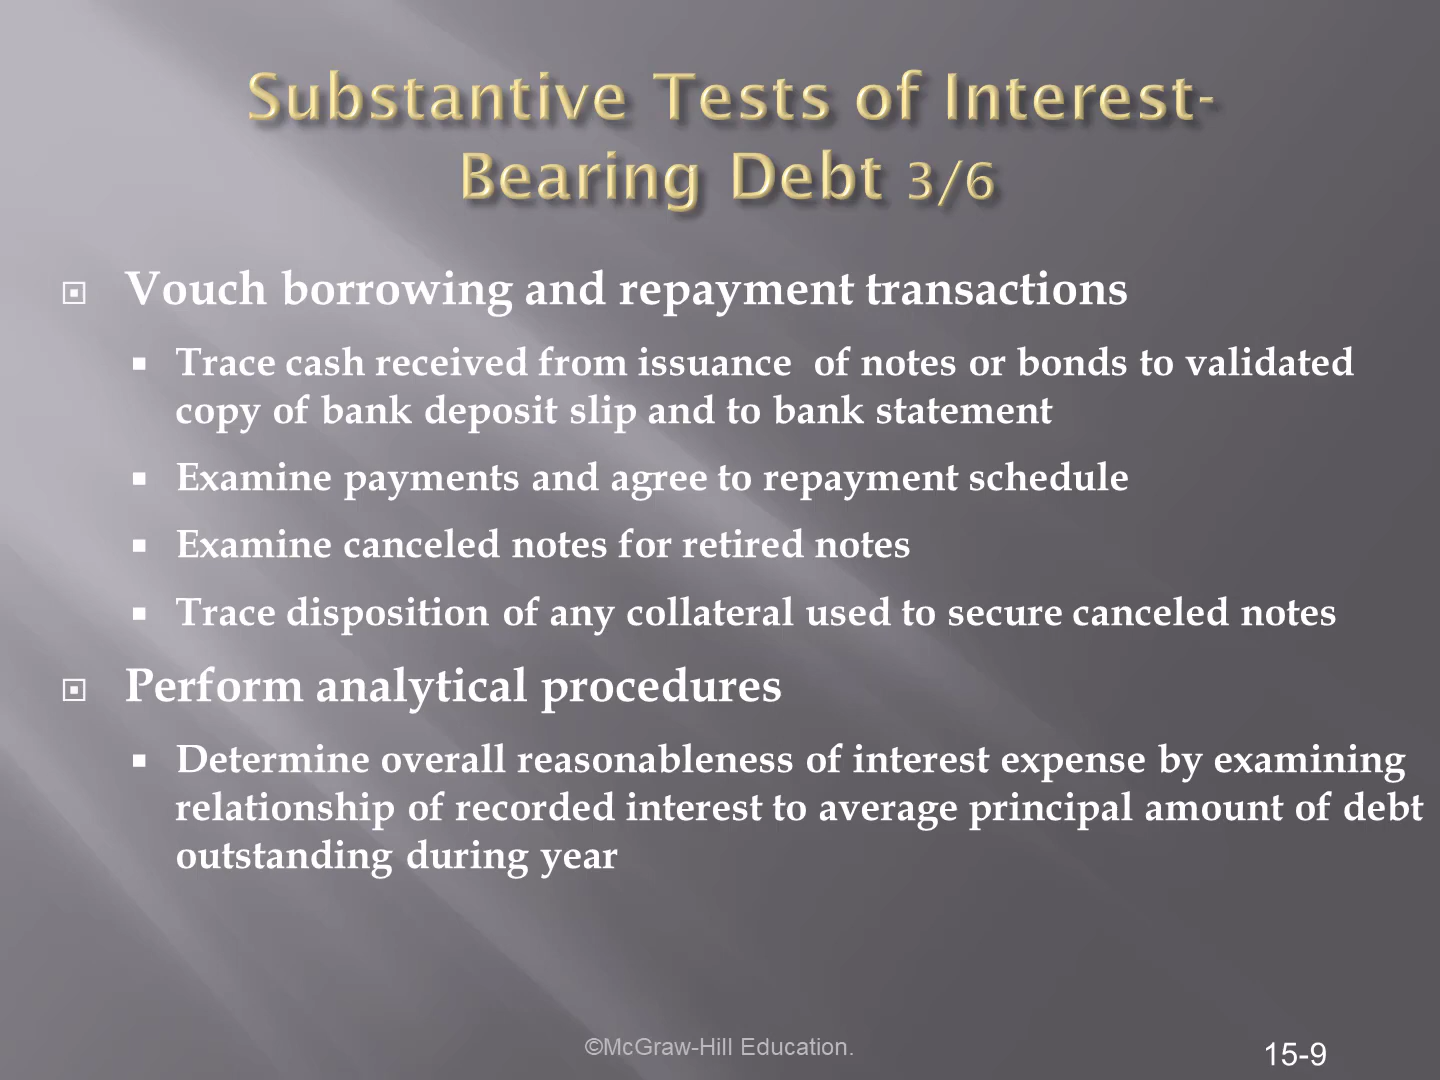 Substantive Tests of Interest-
Bearing Debt 3/6
Vouch borrowing and repayment transactions
Trace cash received from issuance  of notes or bonds to validated
copy of bank deposit slip and to bank statement
Examine payments and agree to repayment schedule
Examine canceled notes for retired notes
Trace disposition of any collateral used to secure canceled notes
Perform analytical procedures
Determine overall reasonableness of interest expense by examining
relationship of recorded interest to average principal amount of debt
outstanding during year
©McGraw-Hill Education.
15-9